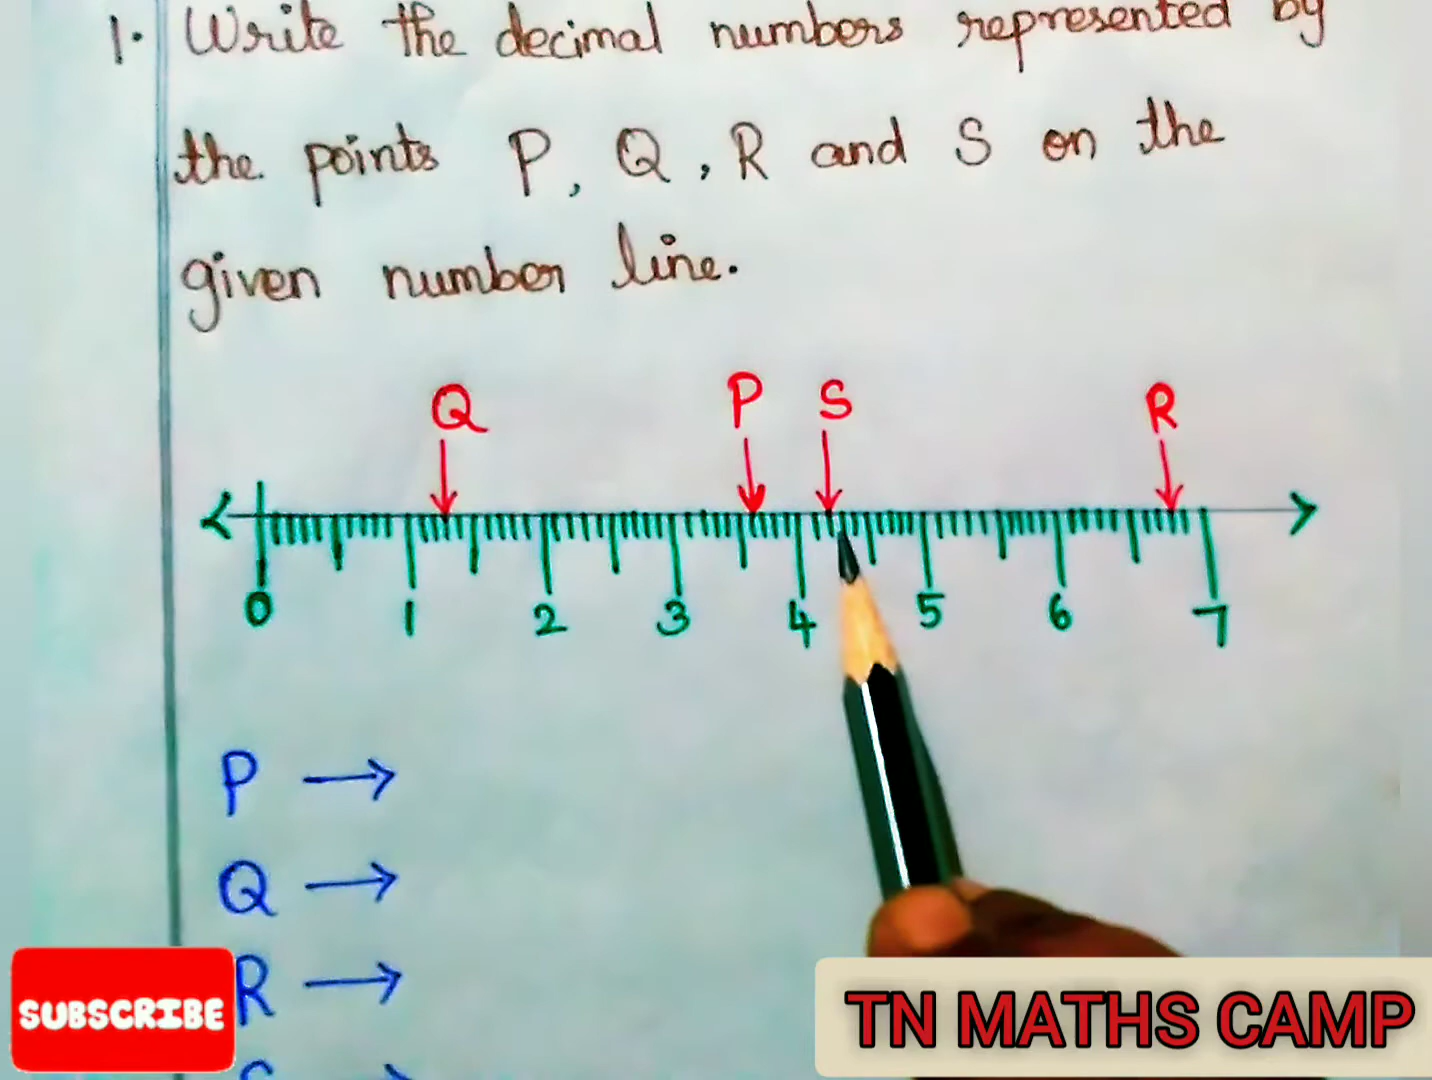 1. Write the decimal numbers represented by
the points P, Q, R and S on the
given number line.
Q P S R
0 1 2 3 4 5 6 7
P →
Q →
R →
SUBSCRIBE
TN MATHS CAMP